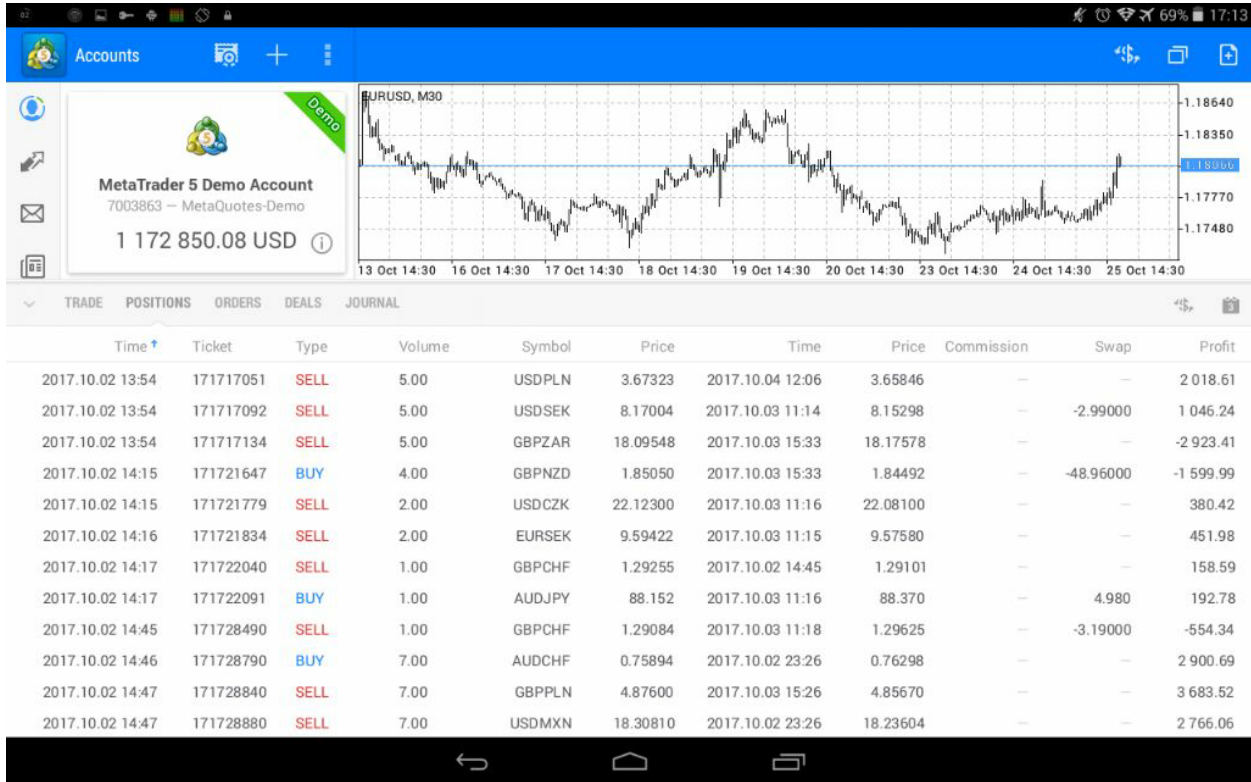 69% 17:13
Accounts
Demo
MetaTrader 5 Demo Account
7003863 — MetaQuotes-Demo
1 172 850.08 USD
EURUSD, M30
1.18640
1.18350
1.18066
1.17770
1.17480
13 Oct 14:30 16 Oct 14:30 17 Oct 14:30 18 Oct 14:30 19 Oct 14:30 20 Oct 14:30 23 Oct 14:30 24 Oct 14:30 25 Oct 14:30
TRADE POSITIONS ORDERS DEALS JOURNAL
Time Ticket Type Volume Symbol Price Time Price Commission Swap Profit
2017.10.02 13:54 171717051 SELL 5.00 USDPLN 3.67323 2017.10.04 12:06 3.65846 — — 2 018.61
2017.10.02 13:54 171717092 SELL 5.00 USDSEK 8.17004 2017.10.03 11:14 8.15298 — -2.99000 1 046.24
2017.10.02 13:54 171717134 SELL 5.00 GBPZAR 18.09548 2017.10.03 15:33 18.17578 — — -2 923.41
2017.10.02 14:15 171721647 BUY 4.00 GBPNZD 1.85050 2017.10.03 15:33 1.84492 — -48.96000 -1 599.99
2017.10.02 14:15 171721779 SELL 2.00 USDCZK 22.12300 2017.10.03 11:16 22.08100 — — 380.42
2017.10.02 14:16 171721834 SELL 2.00 EURSEK 9.59422 2017.10.03 11:15 9.57580 — — 451.98
2017.10.02 14:17 171722040 SELL 1.00 GBPCHF 1.29255 2017.10.02 14:45 1.29101 — — 158.59
2017.10.02 14:17 171722091 BUY 1.00 AUDJPY 88.152 2017.10.03 11:16 88.370 — 4.980 192.78
2017.10.02 14:45 171728490 SELL 1.00 GBPCHF 1.29084 2017.10.03 11:18 1.29625 — -3.19000 -554.34
2017.10.02 14:46 171728790 BUY 7.00 AUDCHF 0.75894 2017.10.02 23:26 0.76298 — — 2 900.69
2017.10.02 14:47 171728840 SELL 7.00 GBPPLN 4.87600 2017.10.03 15:26 4.85670 — — 3 683.52
2017.10.02 14:47 171728880 SELL 7.00 USDMXN 18.30810 2017.10.02 23:26 18.23604 — — 2 766.06